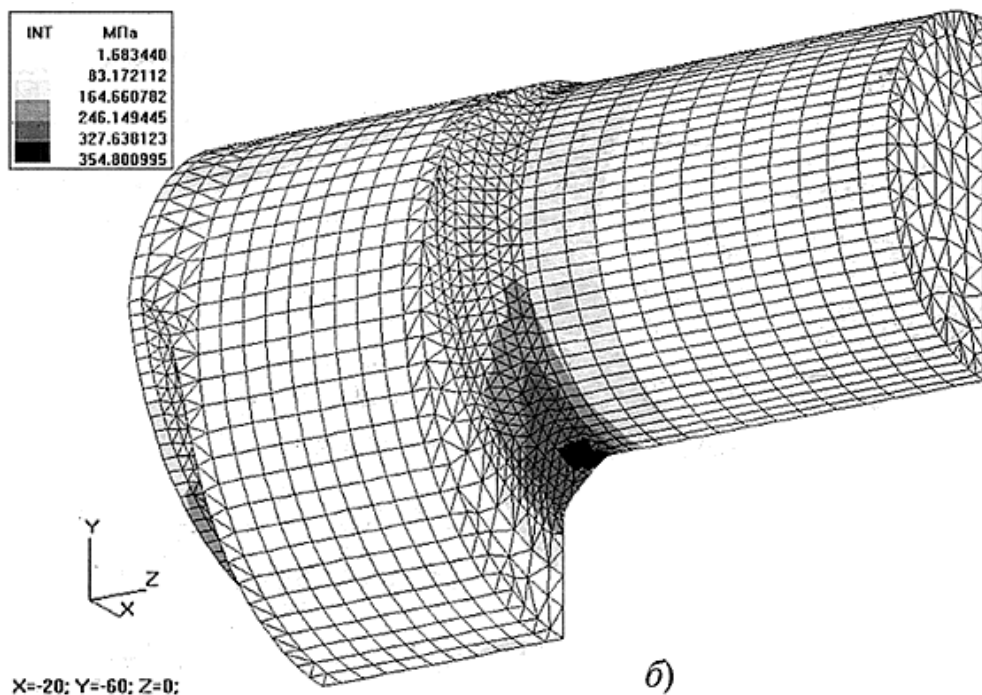 INT МПа
1.683440
83.172112
164.660782
246.149445
327.638123
354.800995
Y
Z
X
X=-20; Y=-60; Z=0;
б)